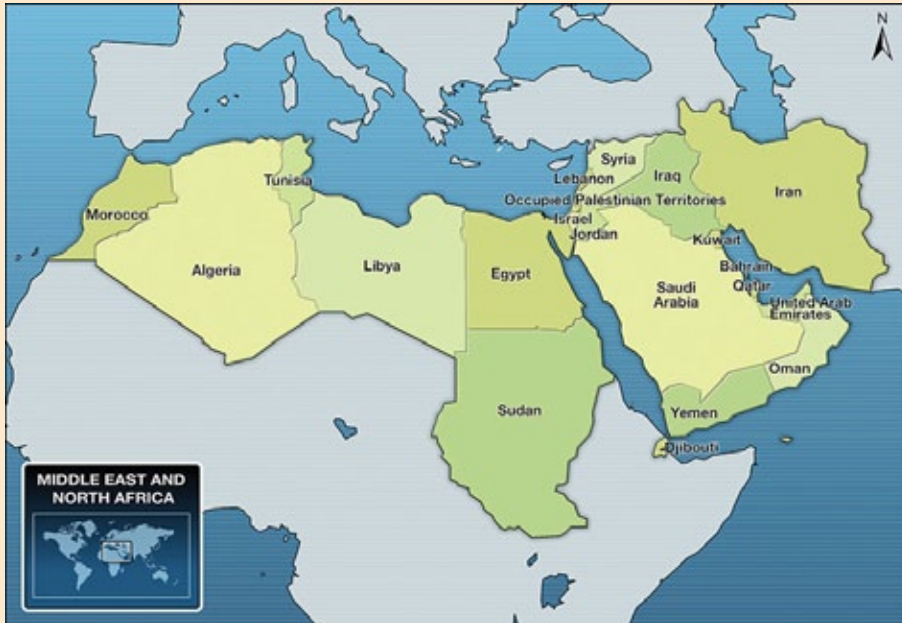 N
Syria
Lebanon
Iraq
Iran
Tunisia
Occupied Palestinian Territories
Morocco
Israel
Jordan
Kuwait
Algeria
Libya
Egypt
Bahrain
Qatar
Saudi
Arabia
United Arab
Emirates
Oman
Sudan
Yemen
Djibouti
MIDDLE EAST AND
NORTH AFRICA